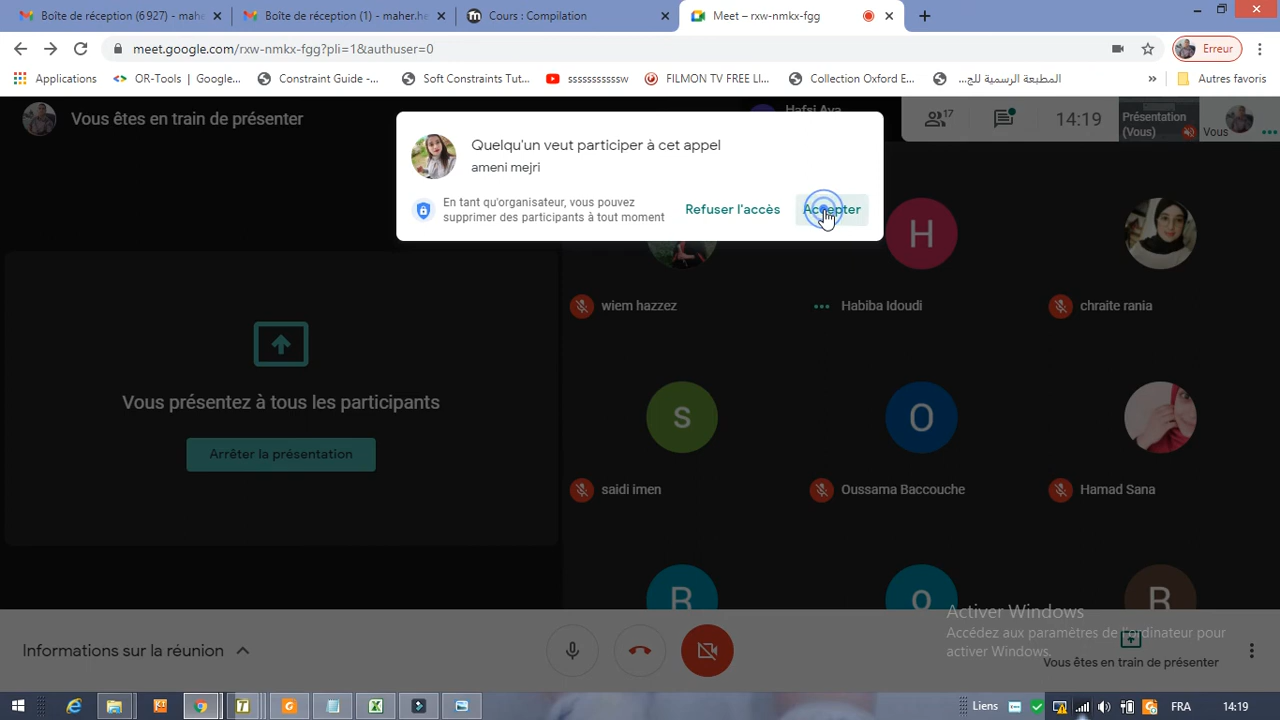 Boîte de réception (6 927) - mahe
Boîte de réception (1) - maher.he
Cours : Compilation
Meet – rxw-nmkx-fgg
meet.google.com/rxw-nmkx-fgg?pli=1&authuser=0
Erreur
Applications
OR-Tools | Google...
Constraint Guide -...
Soft Constraints Tut...
sssssssssssw
FILMON TV FREE LI...
Collection Oxford E...
المطبعة الرسمية للج...
»
Autres favoris
Vous êtes en train de présenter
Hafsi Aya
17
14:19
Présentation
(Vous)
Vous
Quelqu'un veut participer à cet appel
ameni mejri
En tant qu'organisateur, vous pouvez
supprimer des participants à tout moment
Refuser l'accès
Accepter
H
wiem hazzez
Habiba Idoudi
chraite rania
Vous présentez à tous les participants
Arrêter la présentation
s
O
saidi imen
Oussama Baccouche
Hamad Sana
R
o
R
Activer Windows
Accédez aux paramètres de l'ordinateur pour
activer Windows.
Informations sur la réunion
Vous êtes en train de présenter
Liens
FR
14:19